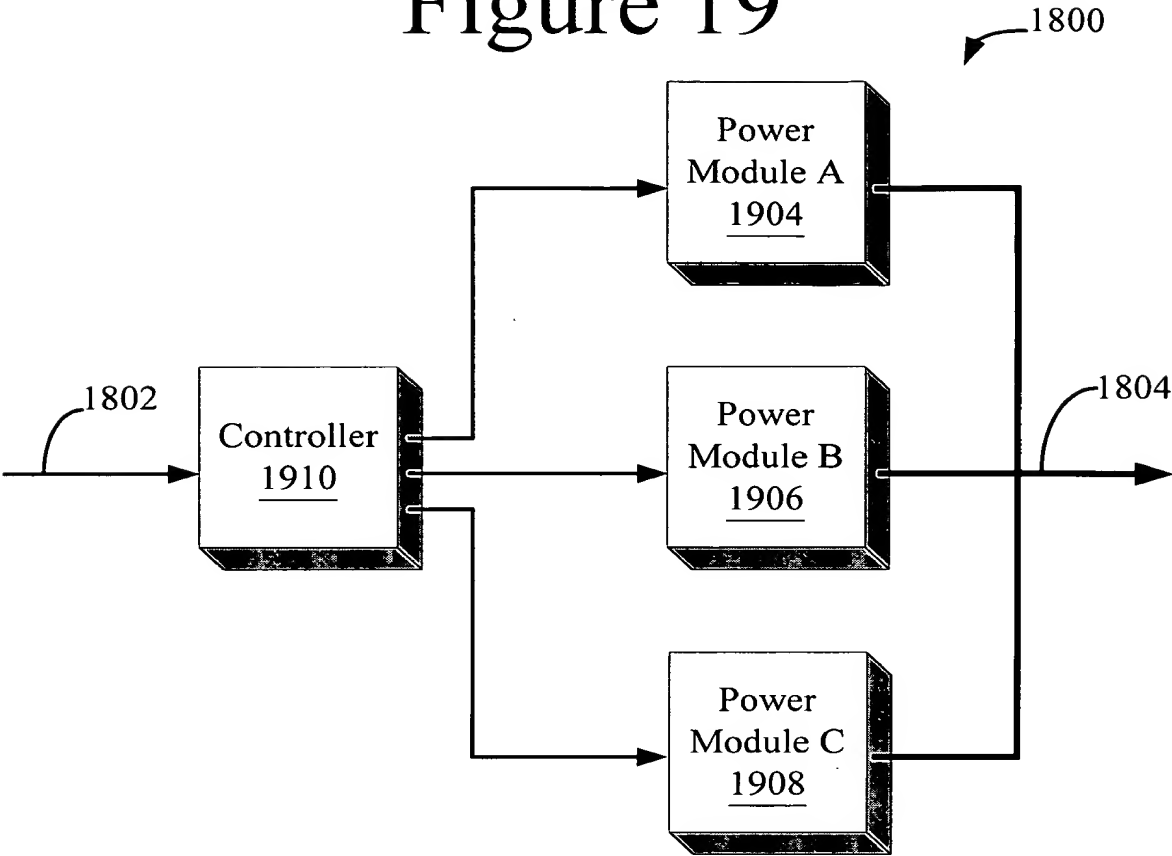 Figure 19
1800
Power
Module A
1904
1802
Controller
1910
Power
Module B
1906
1804
Power
Module C
1908